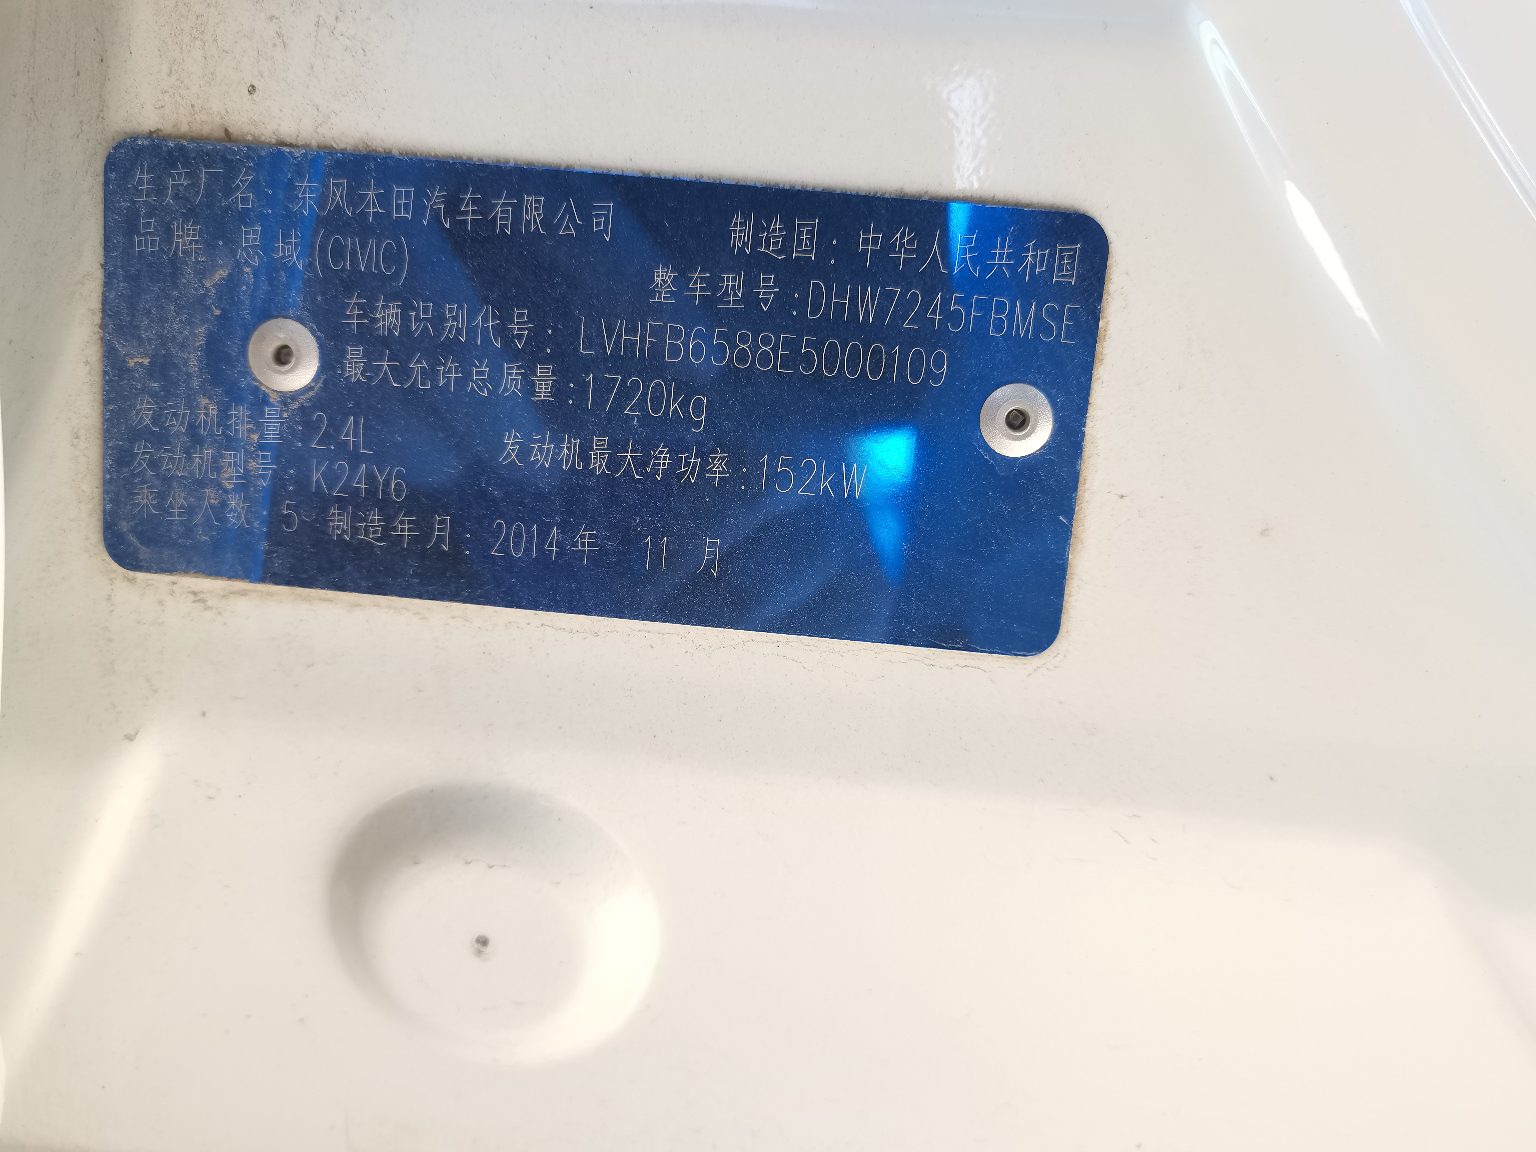 生产厂名：东风本田汽车有限公司 制造国：中华人民共和国
品牌：思域(CIVIC) 整车型号：DHW7245FBMSE
车辆识别代号：LVHFB6588E5000109
最大允许总质量：1720kg
发动机排量：2.4L 发动机最大净功率：152kW
发动机型号：K24Y6
乘坐人数：5 制造年月：2014年 11 月